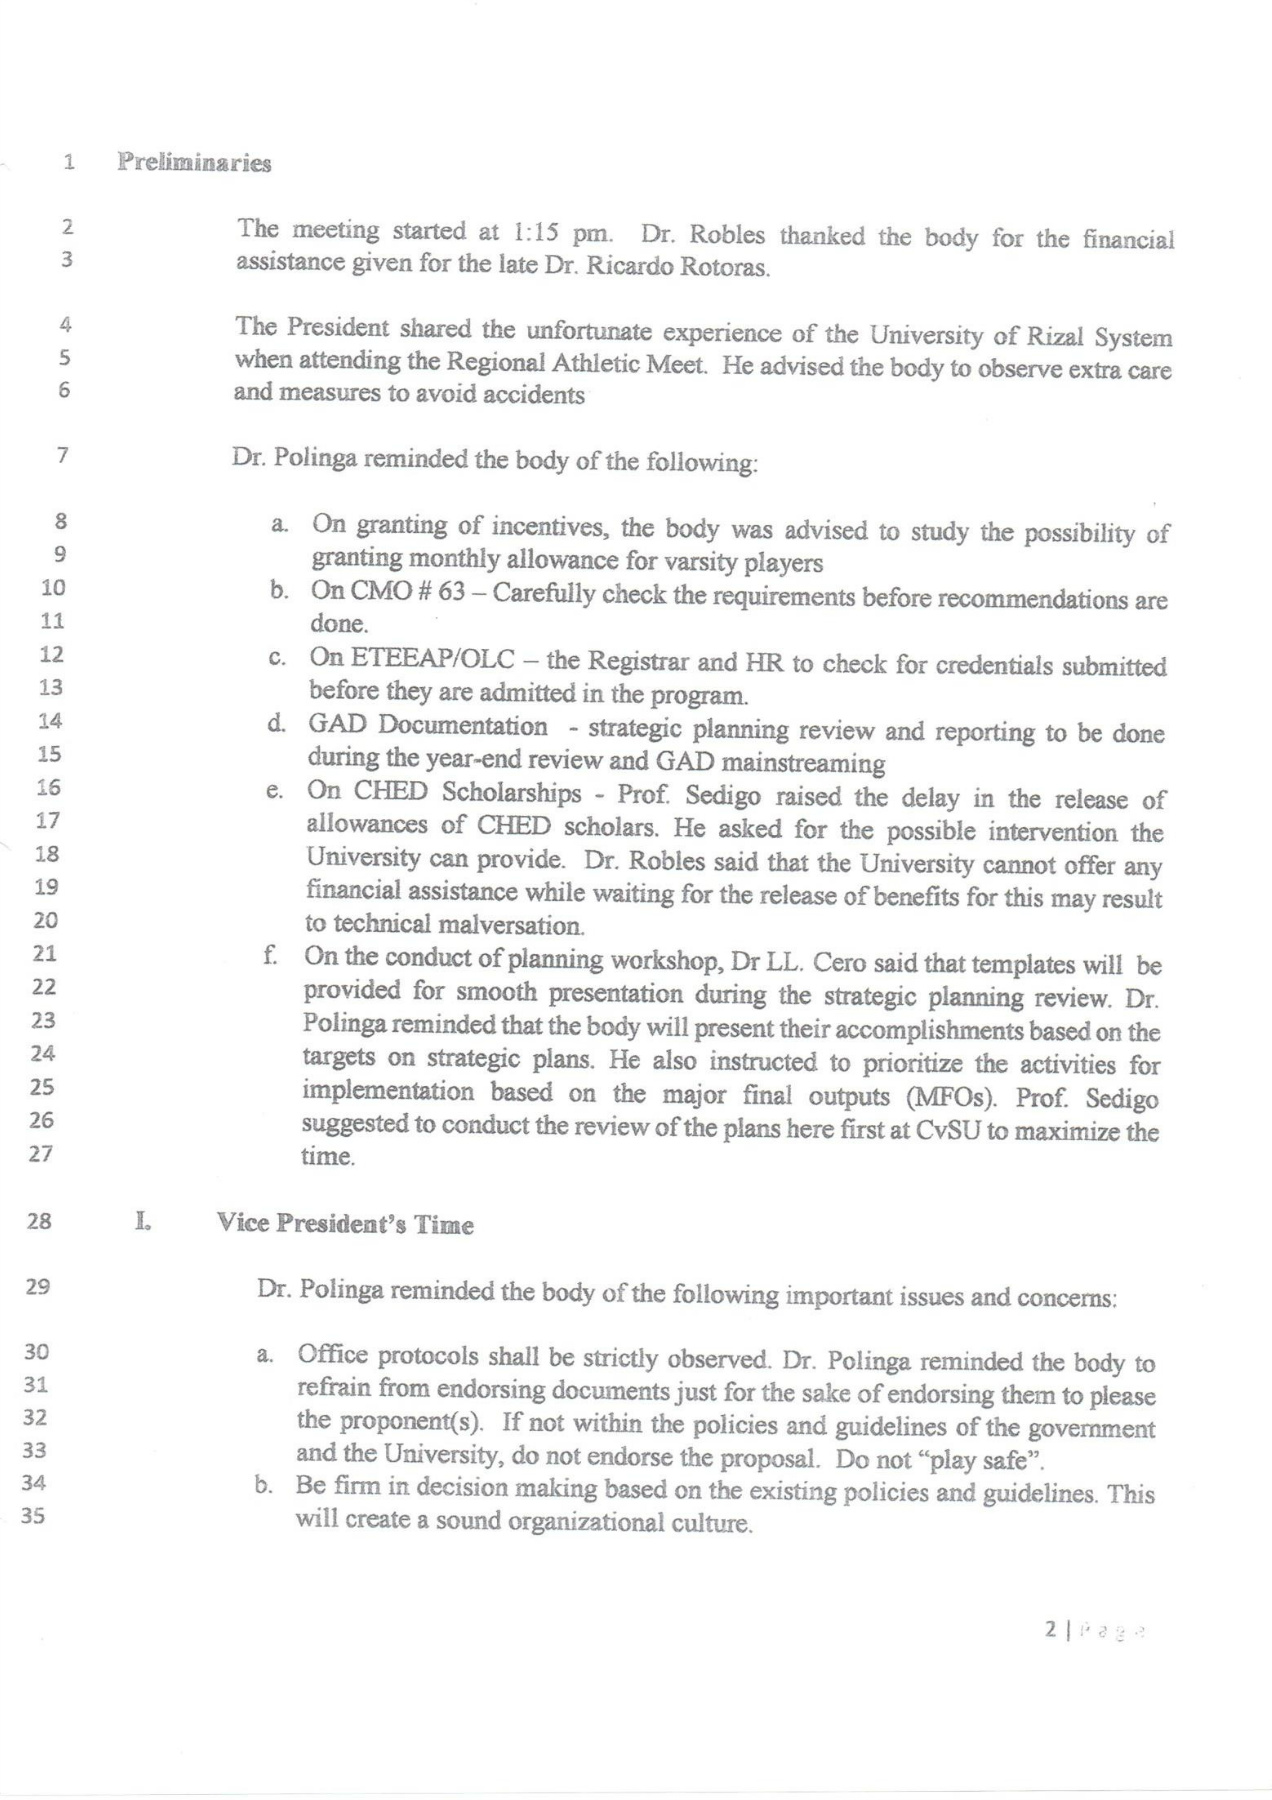 1 Preliminaries
2 The meeting started at 1:15 pm. Dr. Robles thanked the body for the financial
3 assistance given for the late Dr. Ricardo Rotoras.
4 The President shared the unfortunate experience of the University of Rizal System
5 when attending the Regional Athletic Meet. He advised the body to observe extra care
6 and measures to avoid accidents
7 Dr. Polinga reminded the body of the following:
8 a. On granting of incentives, the body was advised to study the possibility of
9 granting monthly allowance for varsity players
10 b. On CMO # 63 – Carefully check the requirements before recommendations are
11 done.
12 c. On ETEEAP/OLC – the Registrar and HR to check for credentials submitted
13 before they are admitted in the program.
14 d. GAD Documentation - strategic planning review and reporting to be done
15 during the year-end review and GAD mainstreaming
16 e. On CHED Scholarships - Prof. Sedigo raised the delay in the release of
17 allowances of CHED scholars. He asked for the possible intervention the
18 University can provide. Dr. Robles said that the University cannot offer any
19 financial assistance while waiting for the release of benefits for this may result
20 to technical malversation.
21 f. On the conduct of planning workshop, Dr LL. Cero said that templates will be
22 provided for smooth presentation during the strategic planning review. Dr.
23 Polinga reminded that the body will present their accomplishments based on the
24 targets on strategic plans. He also instructed to prioritize the activities for
25 implementation based on the major final outputs (MFOs). Prof. Sedigo
26 suggested to conduct the review of the plans here first at CvSU to maximize the
27 time.
28 I. Vice President's Time
29 Dr. Polinga reminded the body of the following important issues and concerns:
30 a. Office protocols shall be strictly observed. Dr. Polinga reminded the body to
31 refrain from endorsing documents just for the sake of endorsing them to please
32 the proponent(s). If not within the policies and guidelines of the government
33 and the University, do not endorse the proposal. Do not "play safe".
34 b. Be firm in decision making based on the existing policies and guidelines. This
35 will create a sound organizational culture.
2 | Page